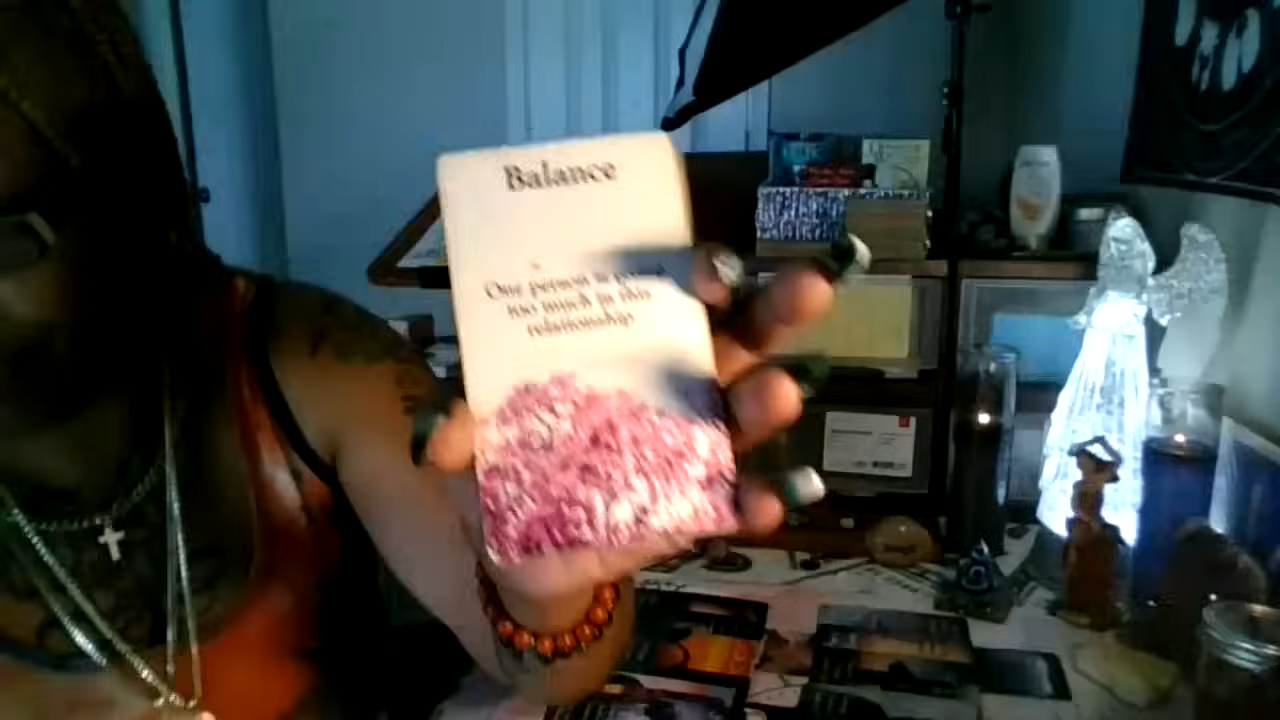 Balance
One person is
too much in this
relationship